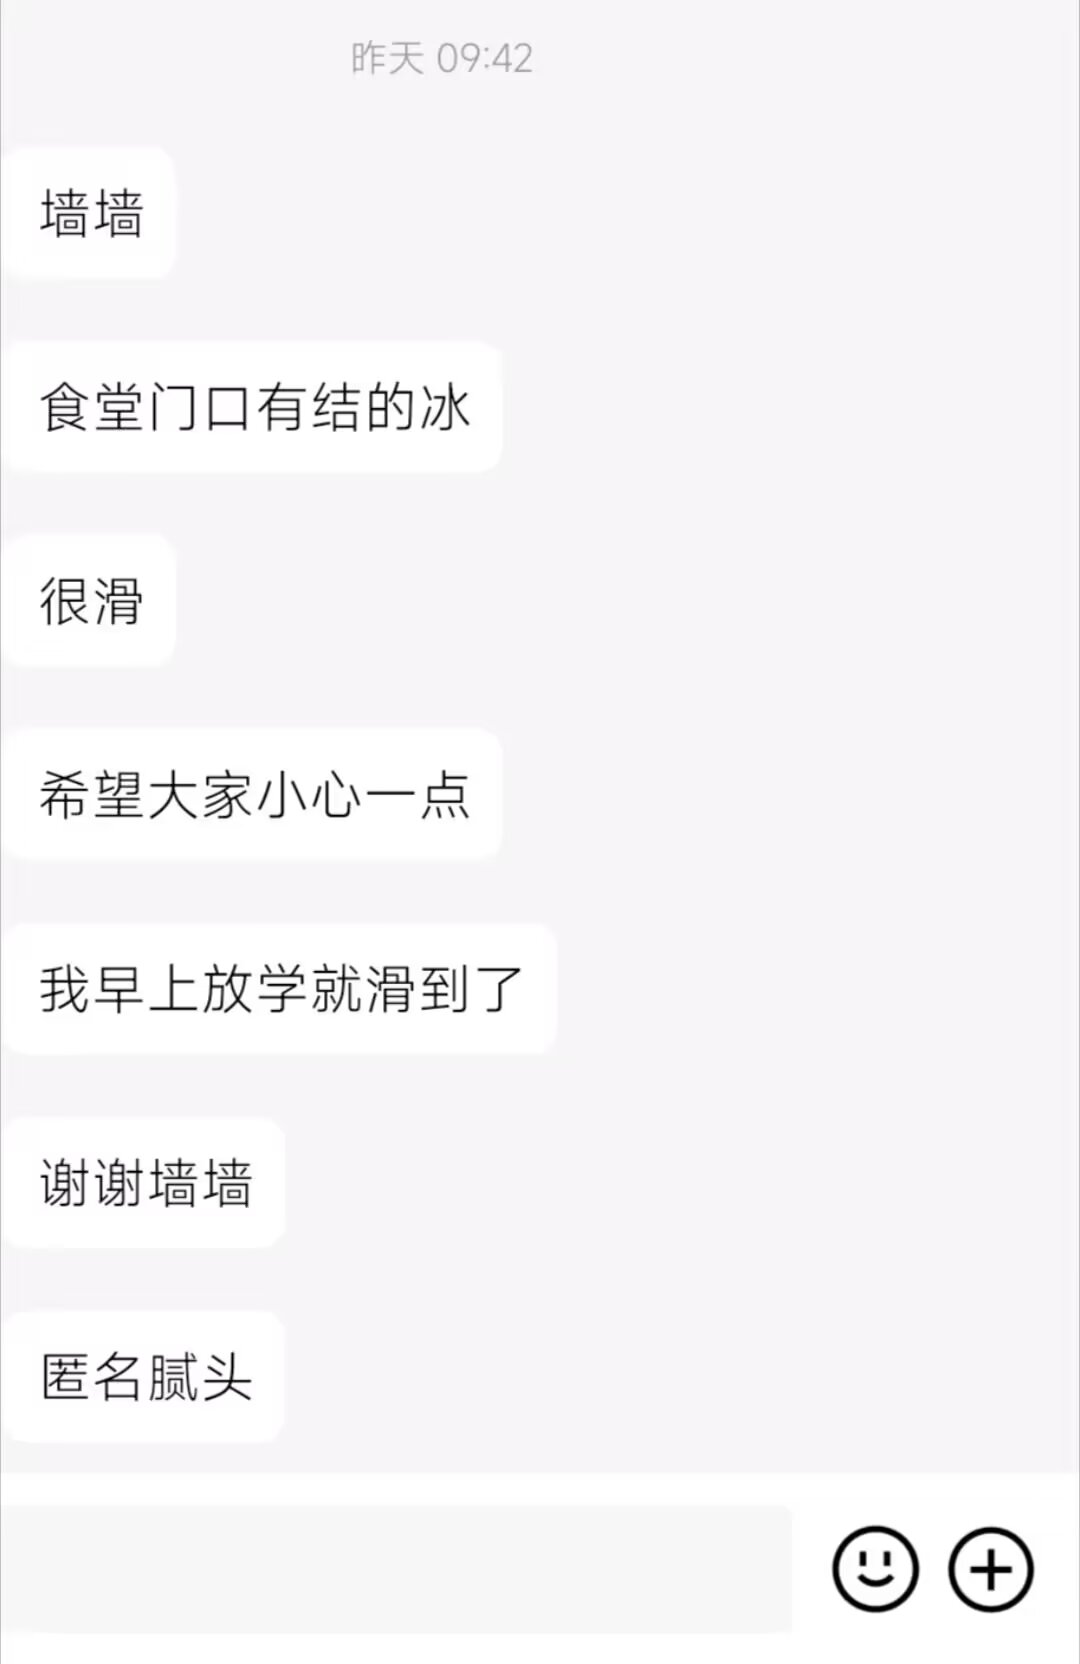 昨天 09:42
墙墙
食堂门口有结的冰
很滑
希望大家小心一点
我早上放学就滑到了
谢谢墙墙
匿名腻头